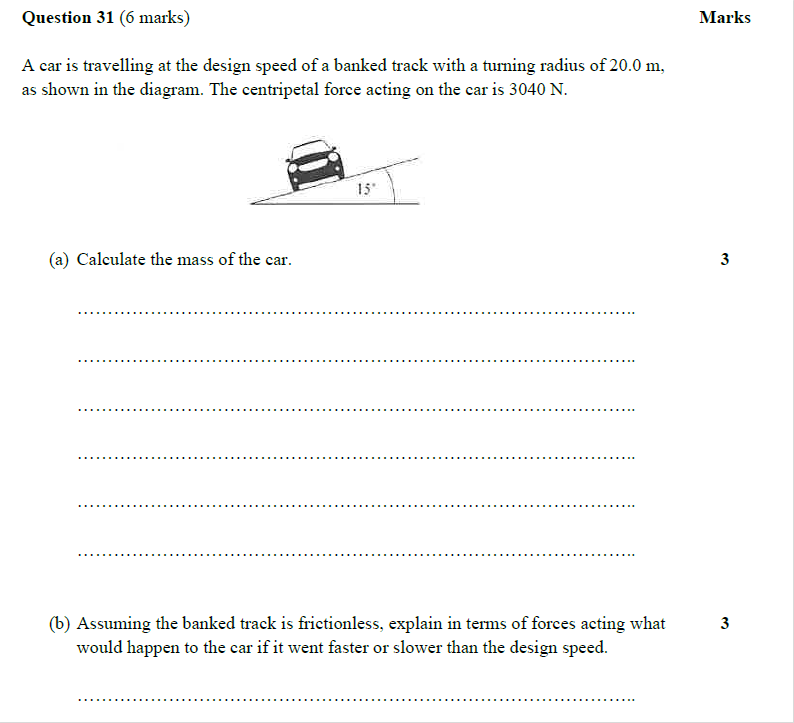 Question 31 (6 marks) Marks
A car is travelling at the design speed of a banked track with a turning radius of 20.0 m,
as shown in the diagram. The centripetal force acting on the car is 3040 N.
15°
(a) Calculate the mass of the car. 3
(b) Assuming the banked track is frictionless, explain in terms of forces acting what 3
would happen to the car if it went faster or slower than the design speed.